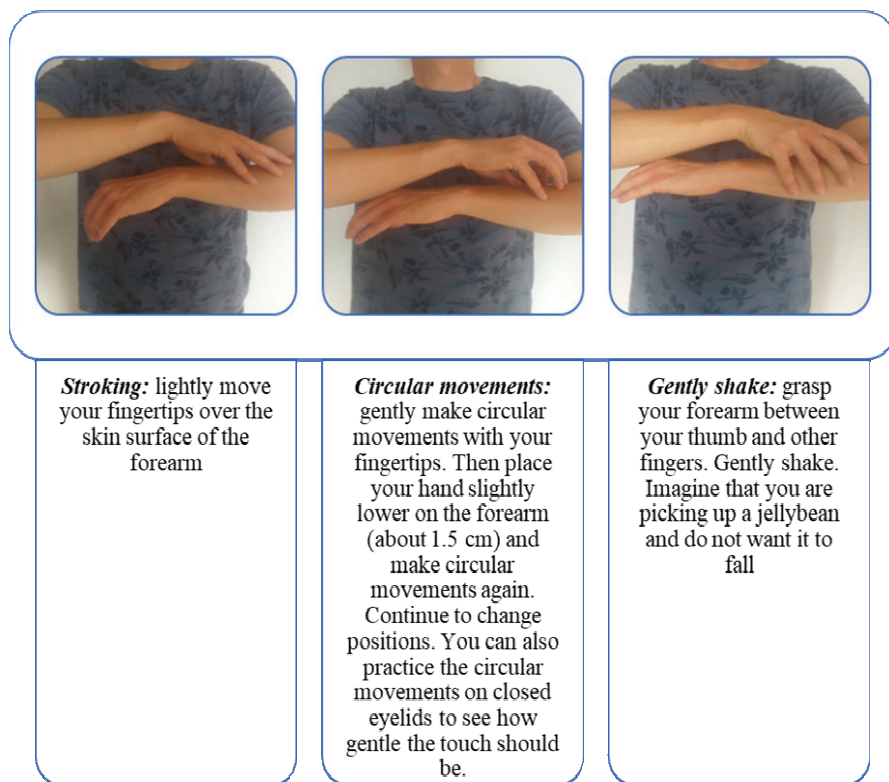 Stroking: lightly move
your fingertips over the
skin surface of the
forearm
Circular movements:
gently make circular
movements with your
fingertips. Then place
your hand slightly
lower on the forearm
(about 1.5 cm) and
make circular
movements again.
Continue to change
positions. You can also
practice the circular
movements on closed
eyelids to see how
gentle the touch should
be.
Gently shake: grasp
your forearm between
your thumb and other
fingers. Gently shake.
Imagine that you are
picking up a jellybean
and do not want it to
fall